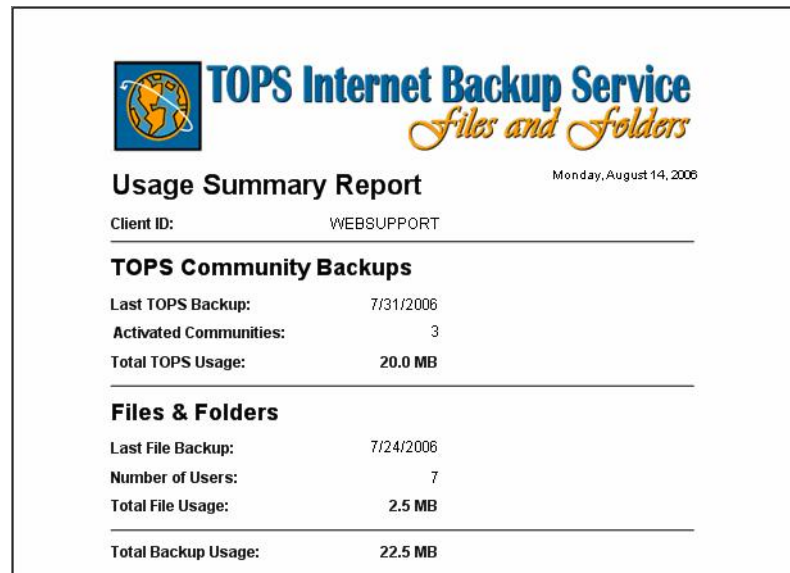 TOPS Internet Backup Service
Files and Folders
Usage Summary Report
Monday, August 14, 2006
Client ID: WEBSUPPORT
TOPS Community Backups
Last TOPS Backup: 7/31/2006
Activated Communities: 3
Total TOPS Usage: 20.0 MB
Files & Folders
Last File Backup: 7/24/2006
Number of Users: 7
Total File Usage: 2.5 MB
Total Backup Usage: 22.5 MB